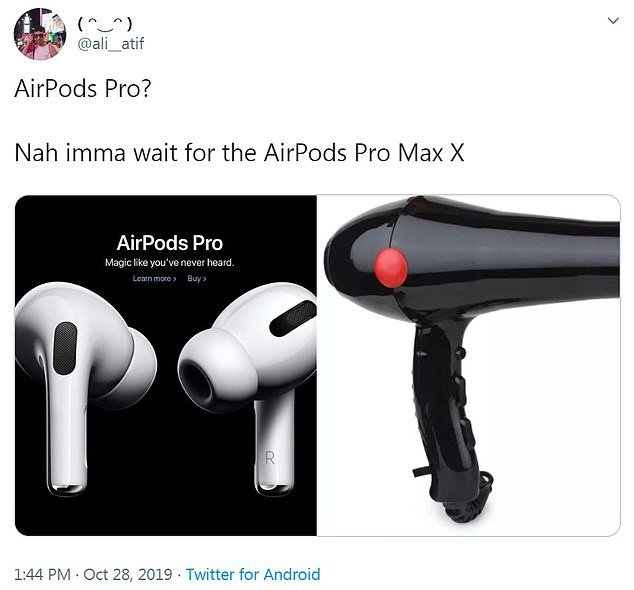 ( ^‿^ )
@ali__atif
AirPods Pro?
Nah imma wait for the AirPods Pro Max X
AirPods Pro
Magic like you've never heard.
Learn more > Buy >
R
1:44 PM · Oct 28, 2019 · Twitter for Android